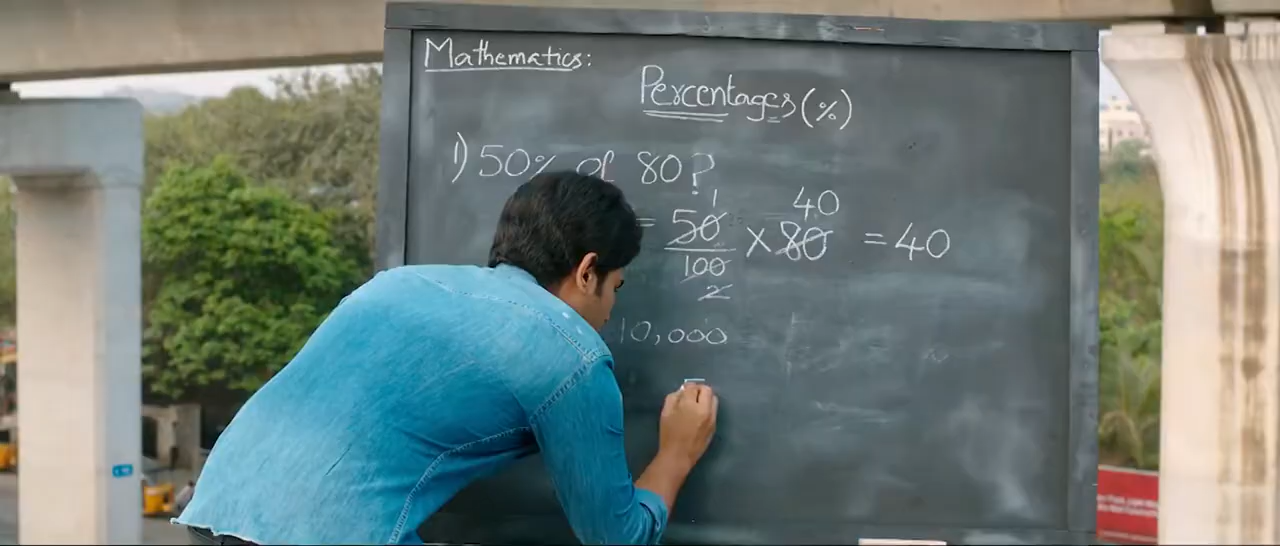 Mathematics:
Percentages (%)
1) 50% of 80?
= 50/100 × 80 = 40
1
40
2
10,000